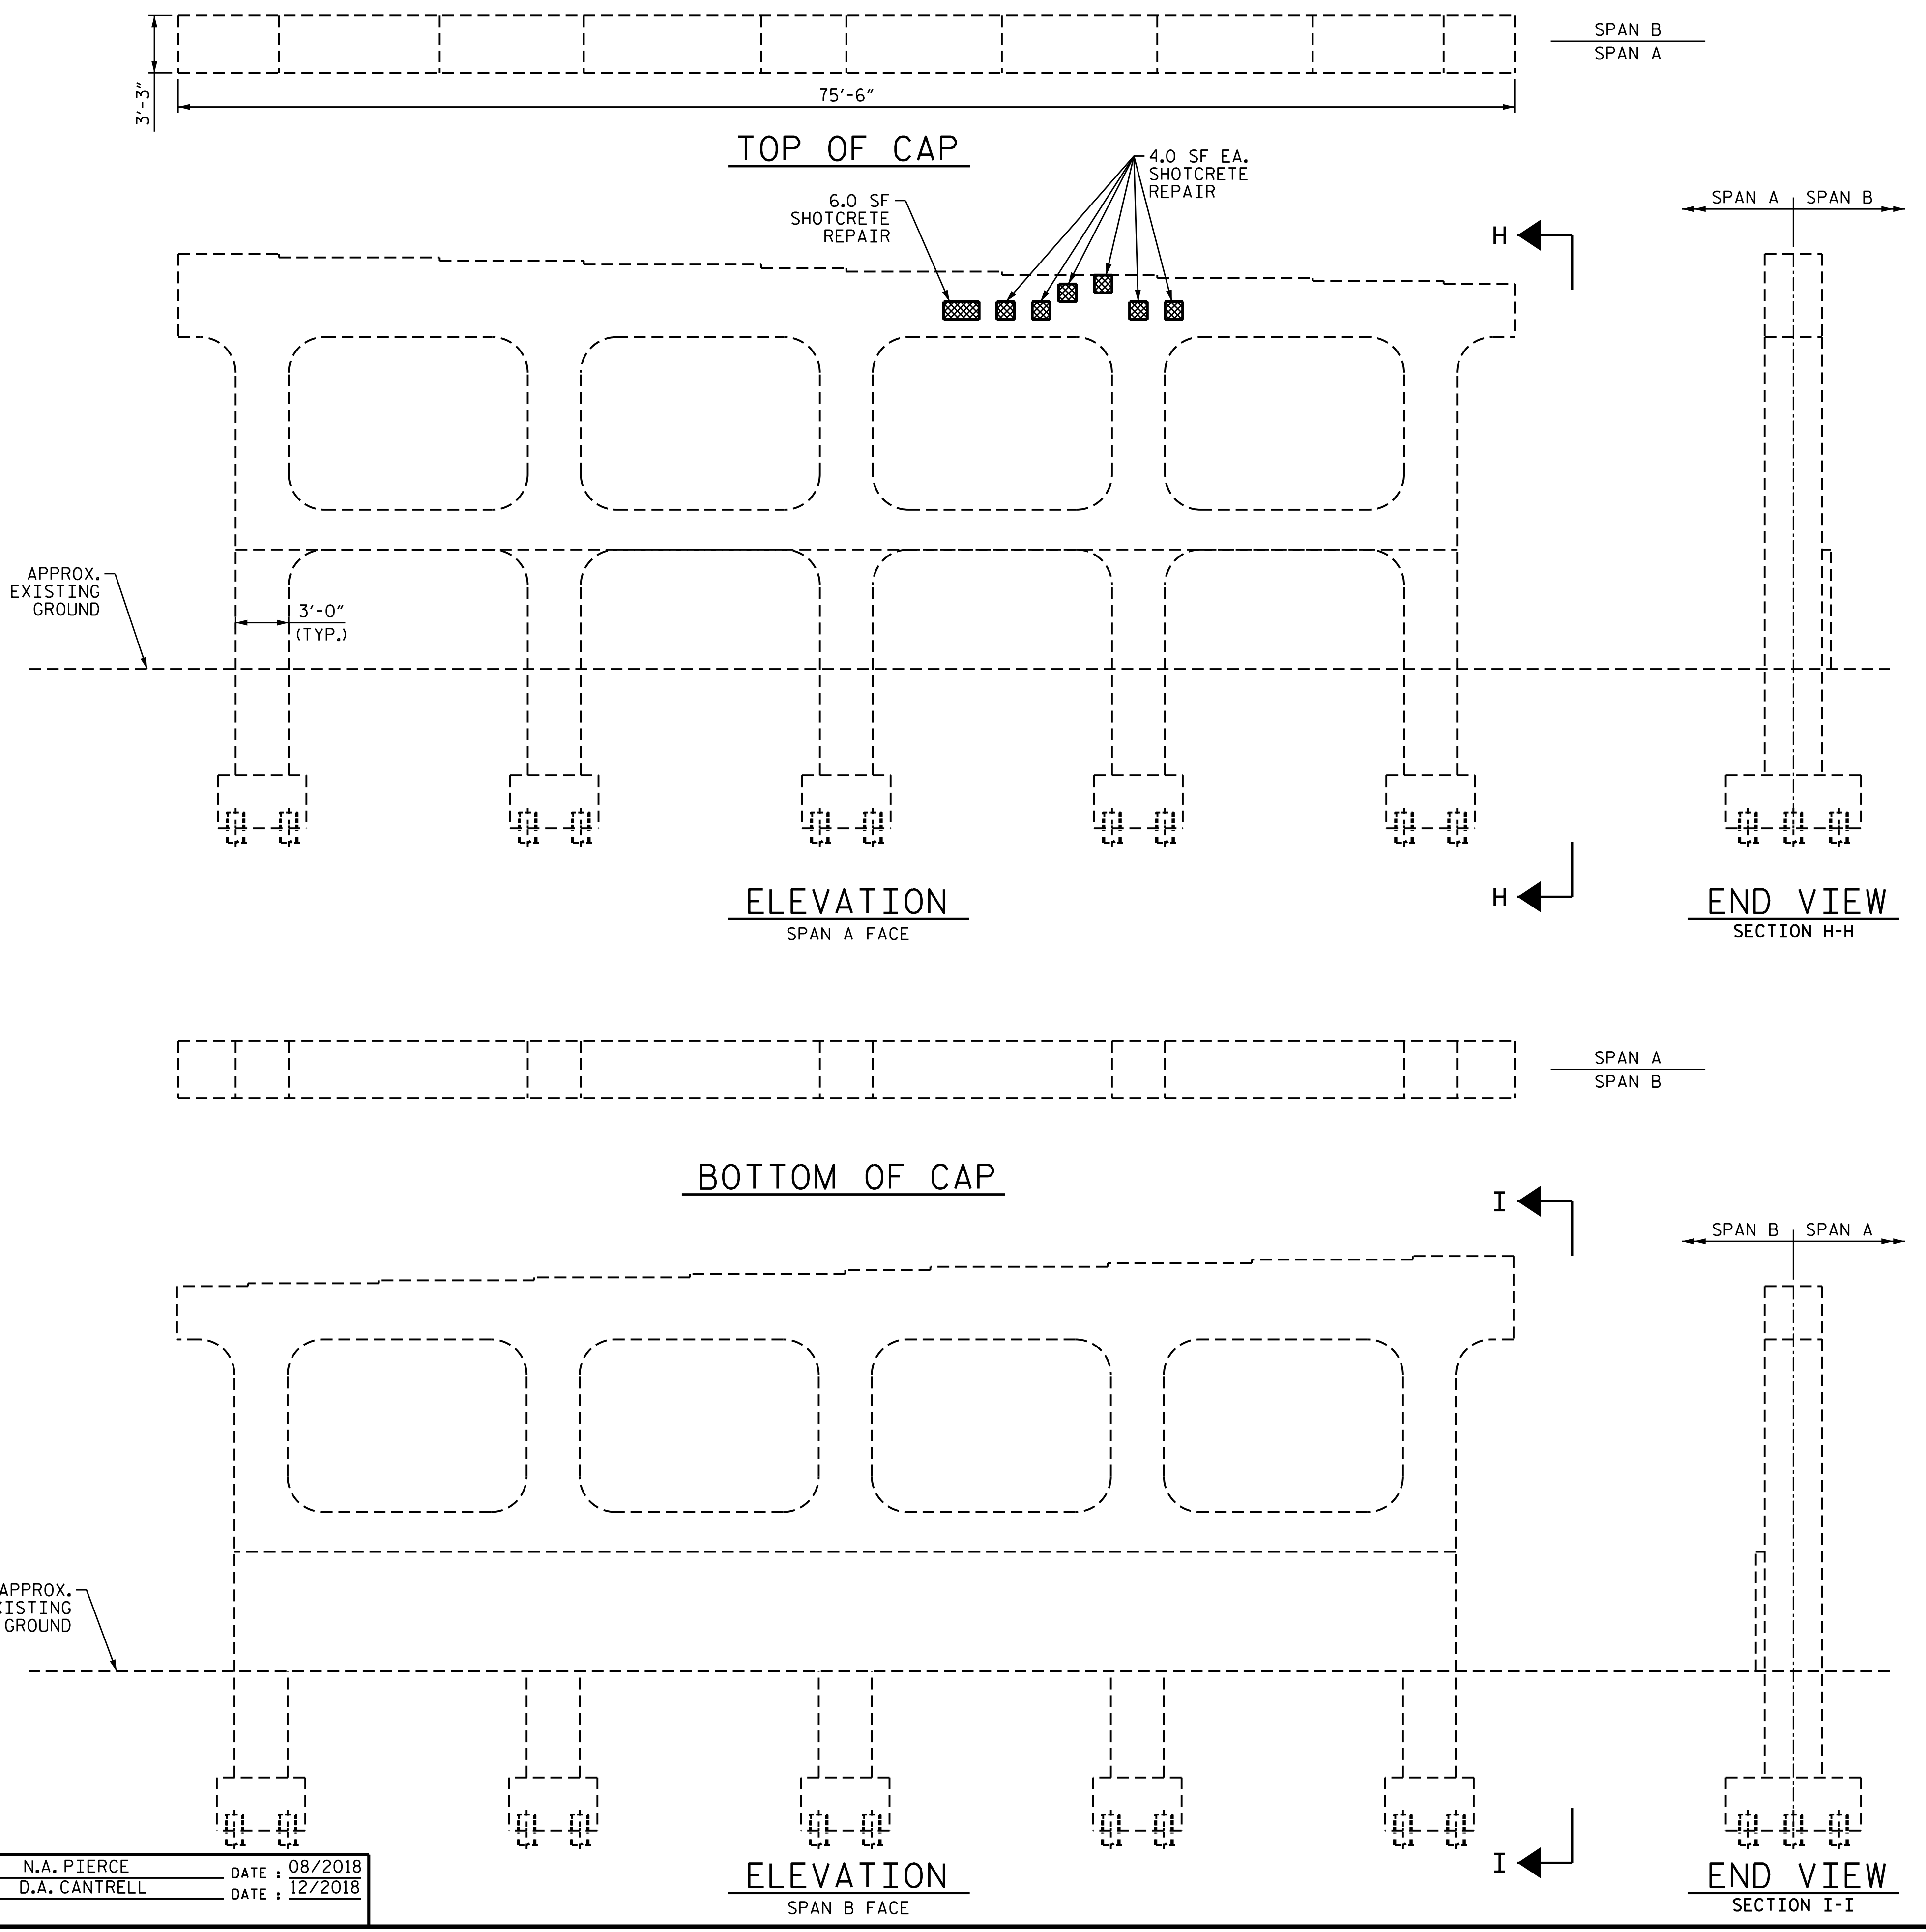 SPAN B
SPAN A
3'-3"
75'-6"
TOP OF CAP
4.0 SF EA.
SHOTCRETE
REPAIR
6.0 SF
SHOTCRETE
REPAIR
H
SPAN A SPAN B
APPROX.
EXISTING
GROUND
3'-0"
(TYP.)
H
ELEVATION
SPAN A FACE
END VIEW
SECTION H-H
SPAN A
SPAN B
BOTTOM OF CAP
I
SPAN B SPAN A
APPROX.
XISTING
GROUND
I
ELEVATION
SPAN B FACE
END VIEW
SECTION I-I
N.A. PIERCE DATE : 08/2018
D.A. CANTRELL DATE : 12/2018